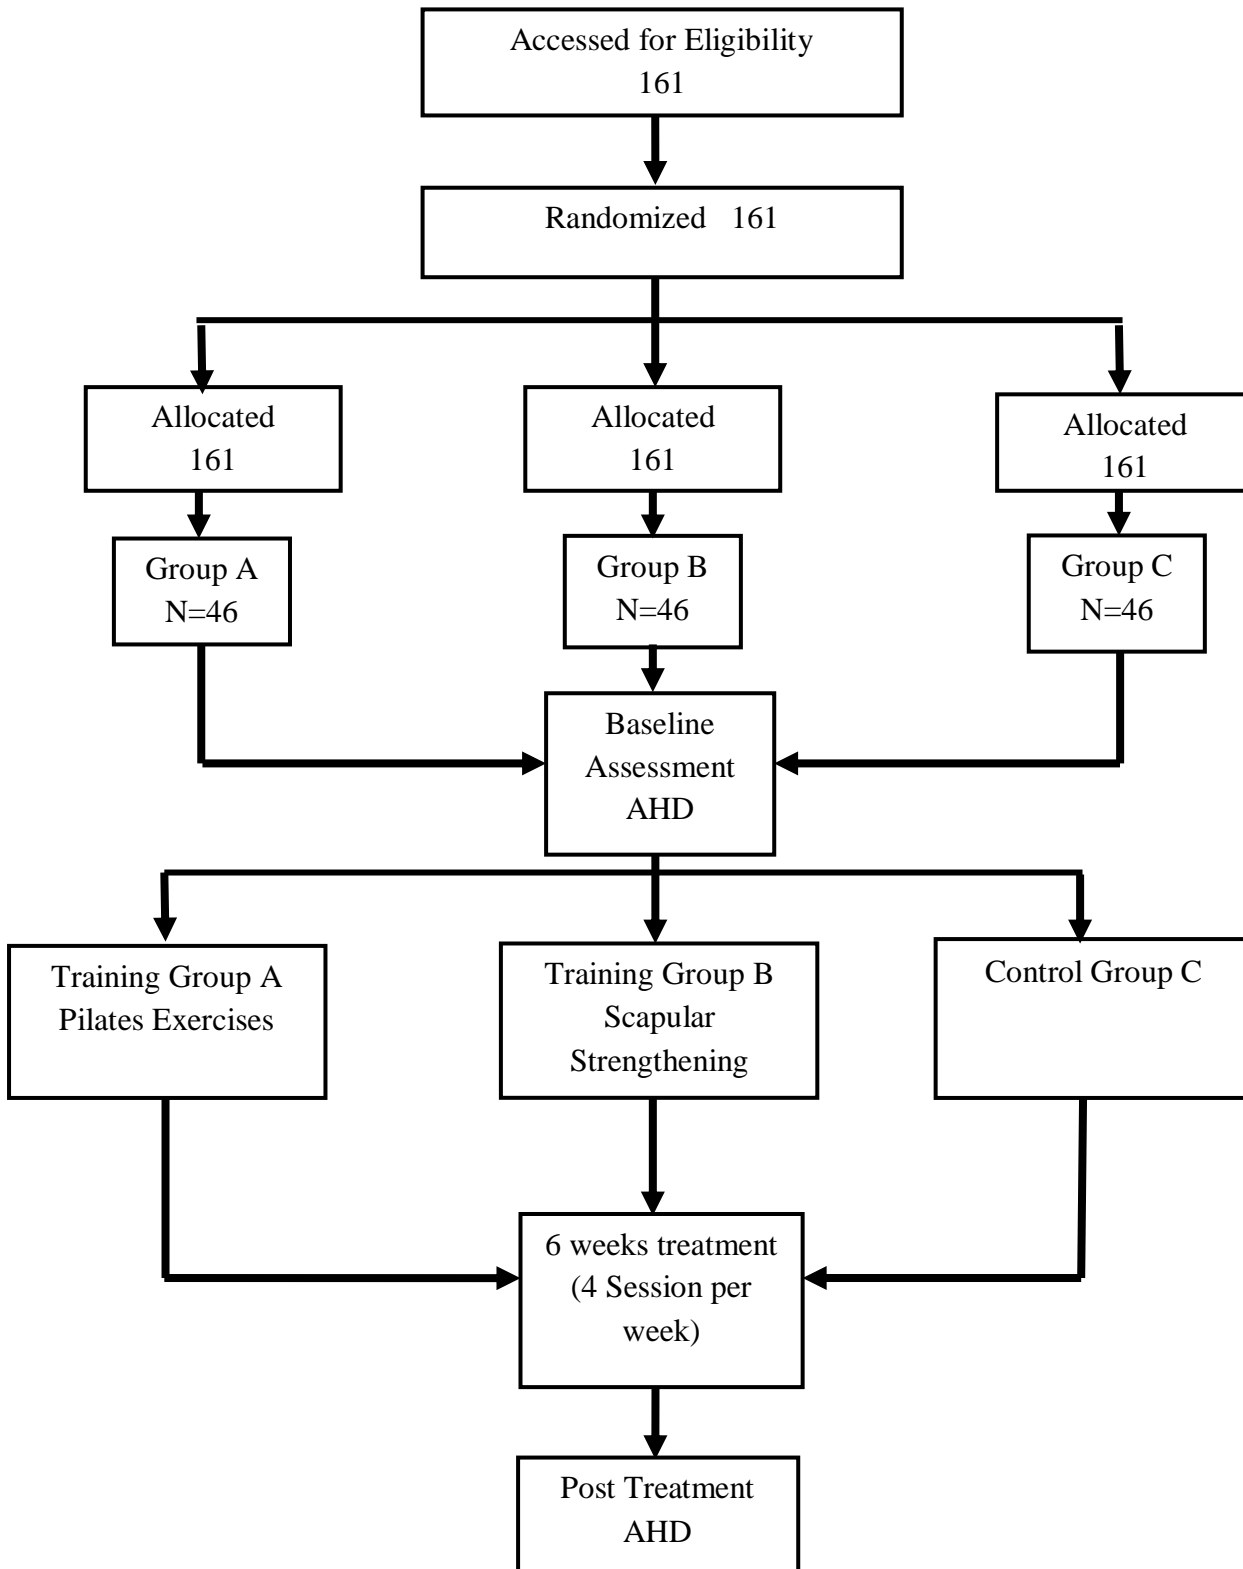 Accessed for Eligibility
161
Randomized 161
Allocated
161
Allocated
161
Allocated
161
Group A
N=46
Group B
N=46
Group C
N=46
Baseline
Assessment
AHD
Training Group A
Pilates Exercises
Training Group B
Scapular
Strengthening
Control Group C
6 weeks treatment
(4 Session per
week)
Post Treatment
AHD